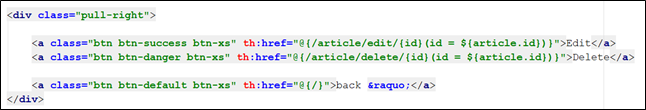 <div class="pull-right">
<a class="btn btn-success btn-xs" th:href="@{/article/edit/{id}(id = ${article.id})}">Edit</a>
<a class="btn btn-danger btn-xs" th:href="@{/article/delete/{id}(id = ${article.id})}">Delete</a>
<a class="btn btn-default btn-xs" th:href="@{/}">back &raquo;</a>
</div>